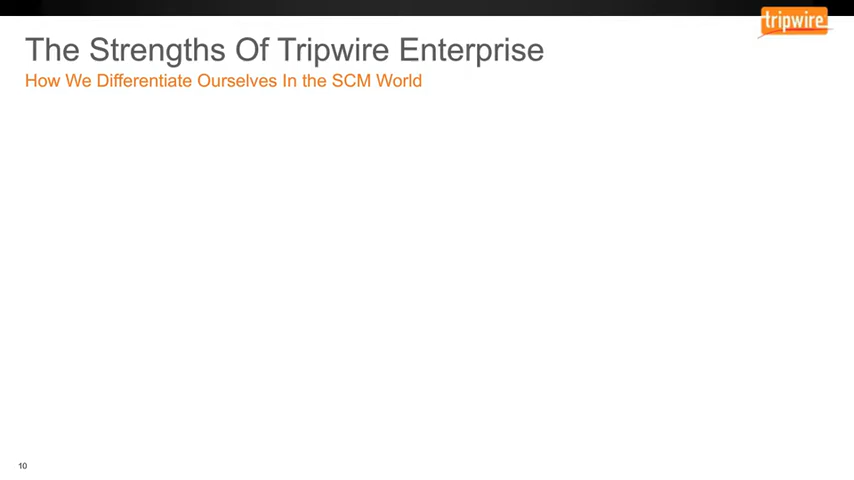 tripwire
The Strengths Of Tripwire Enterprise
How We Differentiate Ourselves In the SCM World
10